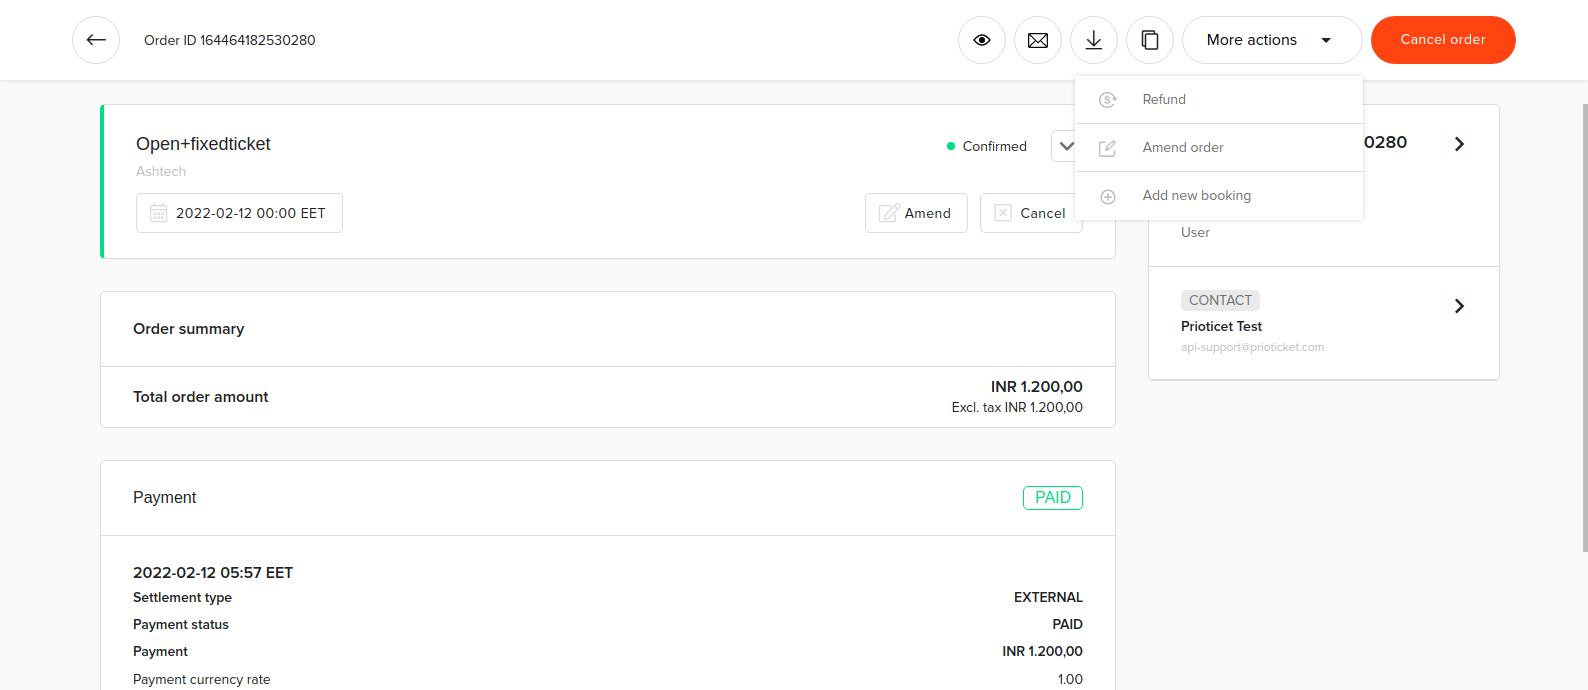 Order ID 164464182530280
More actions
Cancel order
Refund
Amend order
Add new booking
Open+fixedticket
Ashtech
Confirmed
2022-02-12 00:00 EET
Amend
Cancel
0280
User
CONTACT
Prioticet Test
api-support@prioticket.com
Order summary
Total order amount
INR 1.200,00
Excl. tax INR 1.200,00
Payment
PAID
2022-02-12 05:57 EET
Settlement type EXTERNAL
Payment status PAID
Payment INR 1.200,00
Payment currency rate 1.00